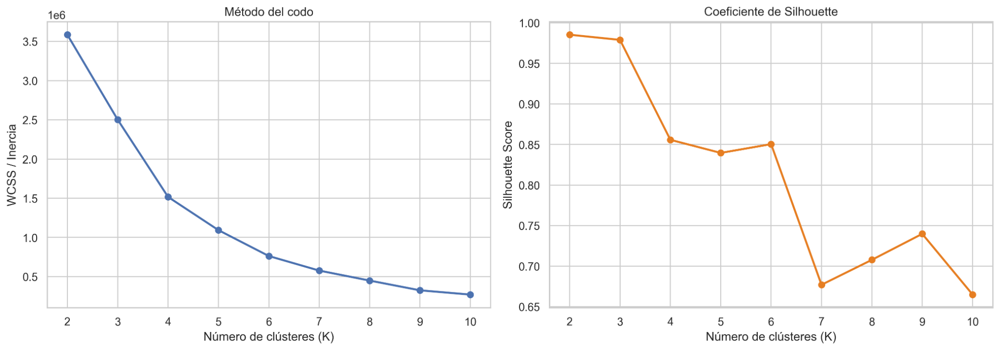 Método del codo
1e6
3.5
3.0
2.5
2.0
1.5
1.0
0.5
WCSS / Inercia
2 3 4 5 6 7 8 9 10
Número de clústeres (K)
Coeficiente de Silhouette
1.00
0.95
0.90
0.85
0.80
0.75
0.70
0.65
Silhouette Score
2 3 4 5 6 7 8 9 10
Número de clústeres (K)